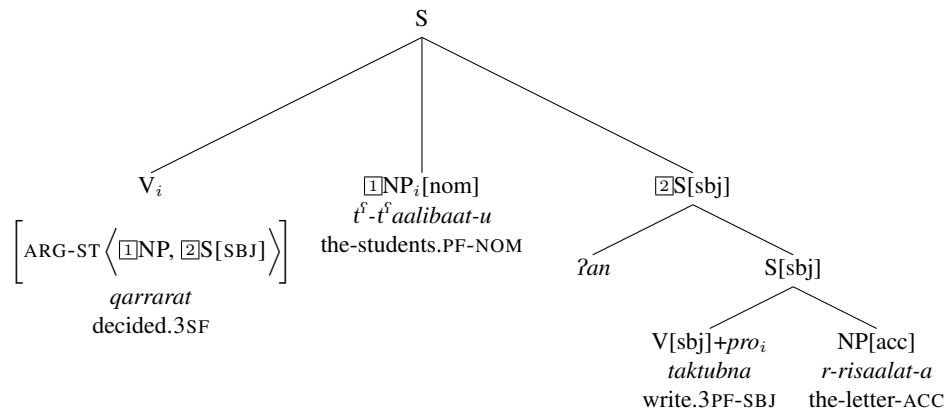 S
V_i 1NP_i[nom] 2S[sbj]
tˤ-tˤaalibaat-u
[ARG-ST⟨1NP, 2S[SBJ]⟩] the-students.PF-NOM ʔan S[sbj]
qarrarat
decided.3SF
V[sbj]+pro_i NP[acc]
taktubna r-risaalat-a
write.3PF-SBJ the-letter-ACC